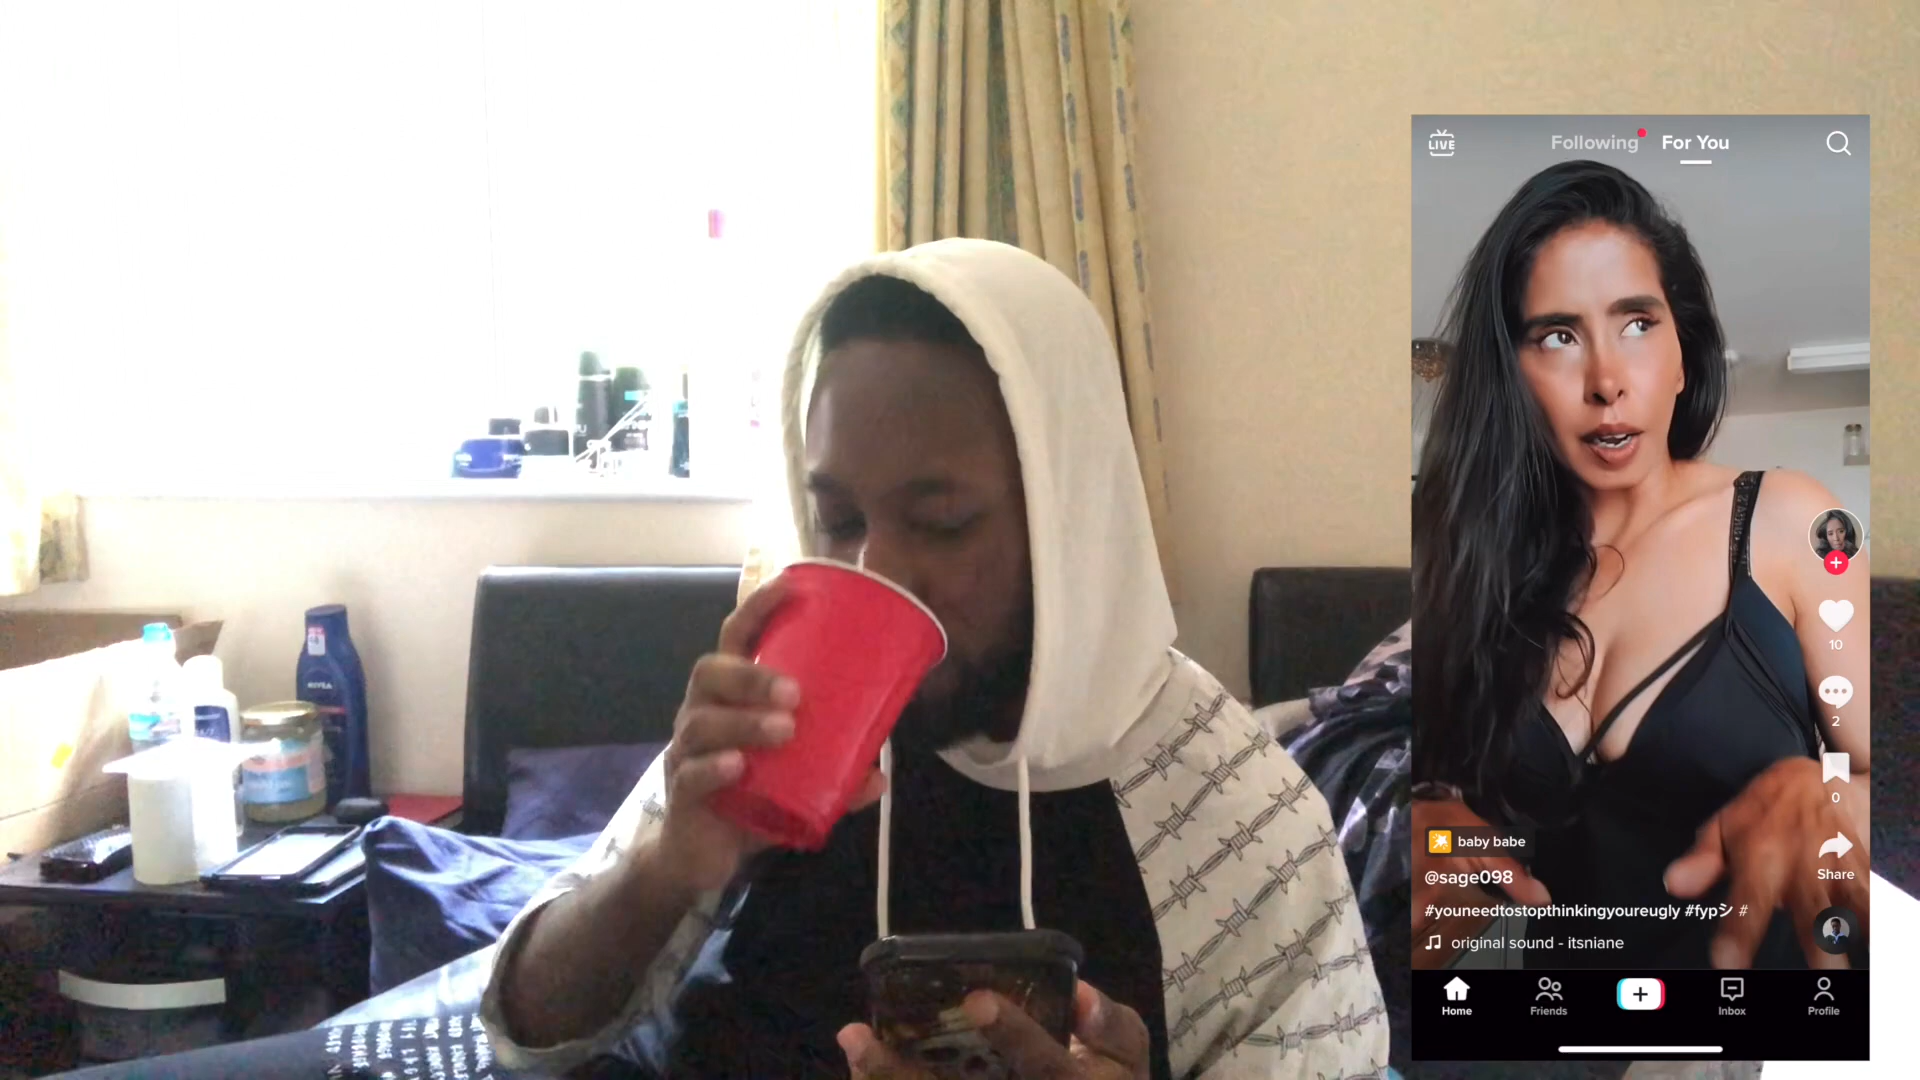 NIVEA
LIVE
Following
For You
10
2
0
Share
baby babe
@sage098
#youneedtostopthinkingyoureugly #fypシ #
original sound - itsniane
Home
Friends
Inbox
Profile